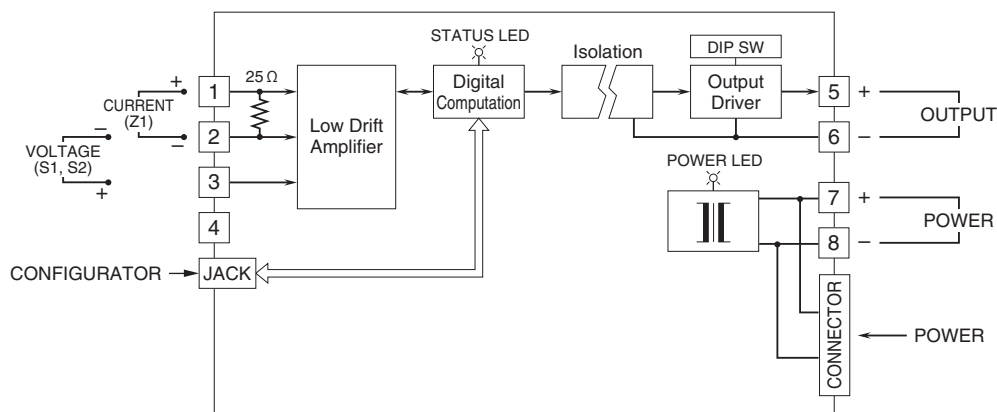 STATUS LED
Isolation
DIP SW
25 Ω
1
+
CURRENT
(Z1)
–
2
–
VOLTAGE
(S1, S2)
+
3
4
Low Drift
Amplifier
Digital
Computation
Output
Driver
5
+
OUTPUT
6
–
POWER LED
7
+
POWER
8
–
CONFIGURATOR
JACK
CONNECTOR
POWER